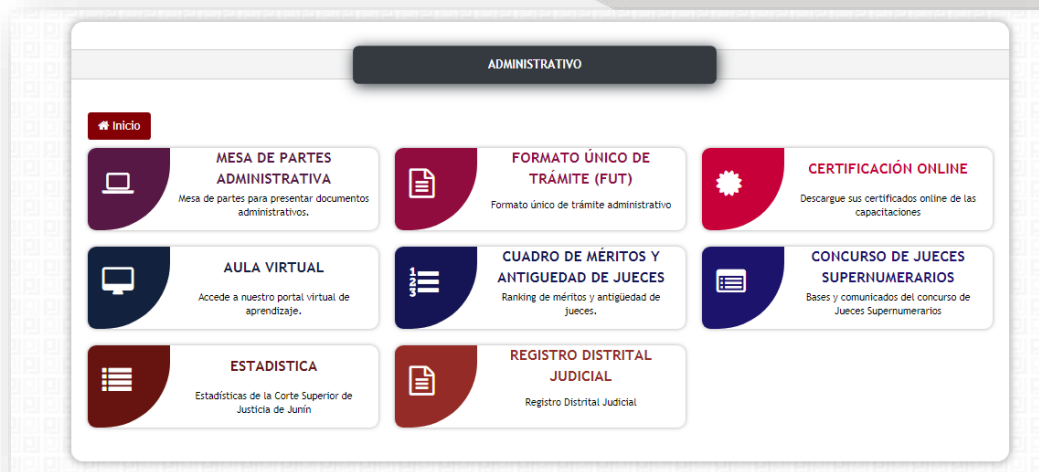 ADMINISTRATIVO
Inicio
MESA DE PARTES
ADMINISTRATIVA
Mesa de partes para presentar documentos
administrativos.
FORMATO ÚNICO DE
TRÁMITE (FUT)
Formato único de trámite administrativo
CERTIFICACIÓN ONLINE
Descargue sus certificados online de las
capacitaciones
AULA VIRTUAL
Accede a nuestro portal virtual de
aprendizaje.
1
2
3
CUADRO DE MÉRITOS Y
ANTIGUEDAD DE JUECES
Ranking de méritos y antigüedad de
jueces.
CONCURSO DE JUECES
SUPERNUMERARIOS
Bases y comunicados del concurso de
Jueces Supernumerarios
ESTADISTICA
Estadísticas de la Corte Superior de
Justicia de Junín
REGISTRO DISTRITAL
JUDICIAL
Registro Distrital Judicial